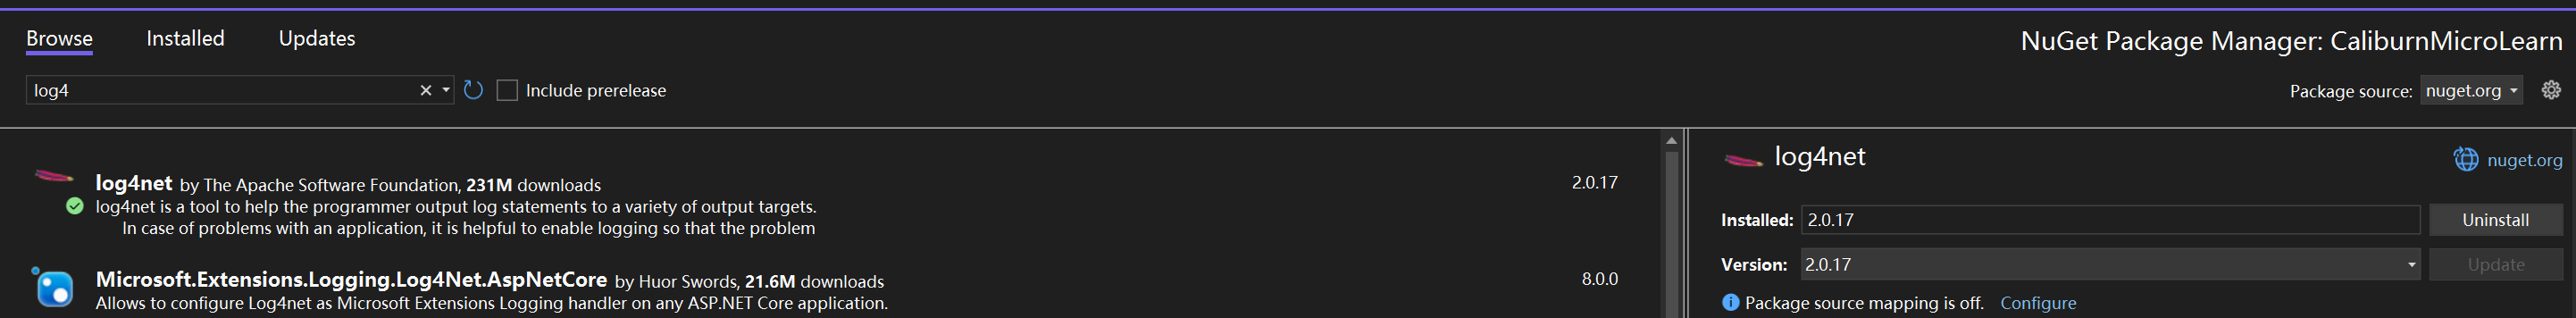 Browse Installed Updates
NuGet Package Manager: CaliburnMicroLearn
log4
Include prerelease
Package source: nuget.org
log4net by The Apache Software Foundation, 231M downloads
2.0.17
log4net is a tool to help the programmer output log statements to a variety of output targets.
In case of problems with an application, it is helpful to enable logging so that the problem
Microsoft.Extensions.Logging.Log4Net.AspNetCore by Huor Swords, 21.6M downloads
8.0.0
Allows to configure Log4net as Microsoft Extensions Logging handler on any ASP.NET Core application.
log4net
nuget.org
Installed: 2.0.17
Uninstall
Version: 2.0.17
Update
Package source mapping is off. Configure